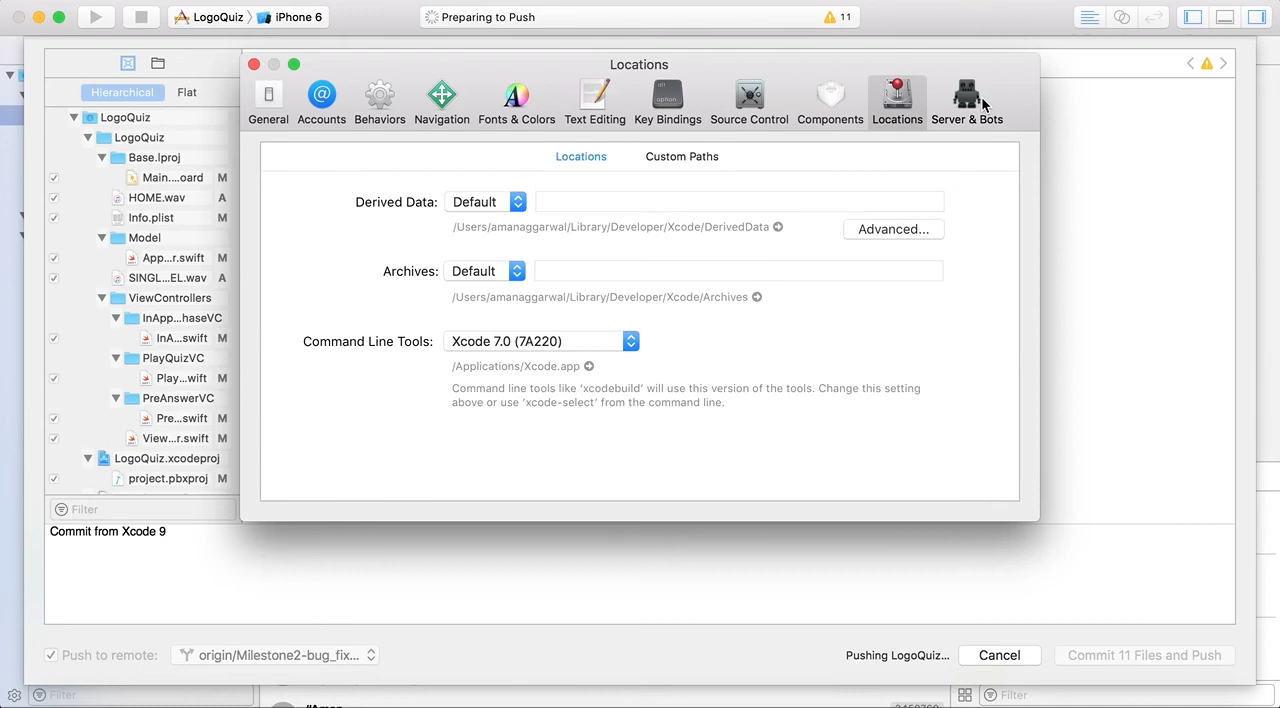 LogoQuiz
iPhone 6
Preparing to Push
11
Locations
Hierarchical
Flat
General
Accounts
Behaviors
Navigation
Fonts & Colors
Text Editing
alt
option
Key Bindings
Source Control
Components
Locations
Server & Bots
LogoQuiz
LogoQuiz
Base.lproj
Main....oard M
HOME.wav A
Info.plist M
Model
App...r.swift M
SINGL...EL.wav A
ViewControllers
InApp...haseVC
InA...swift M
PlayQuizVC
Play...wift M
PreAnswerVC
Pre...swift M
View...r.swift M
LogoQuiz.xcodeproj
project.pbxproj M
Filter
Locations
Custom Paths
Derived Data: Default
/Users/amanaggarwal/Library/Developer/Xcode/DerivedData
Advanced...
Archives: Default
/Users/amanaggarwal/Library/Developer/Xcode/Archives
Command Line Tools: Xcode 7.0 (7A220)
/Applications/Xcode.app
Command line tools like ‘xcodebuild’ will use this version of the tools. Change this setting
above or use ‘xcode-select’ from the command line.
Commit from Xcode 9
Push to remote:
origin/Milestone2-bug_fix...
Pushing LogoQuiz...
Cancel
Commit 11 Files and Push
Filter
Filter